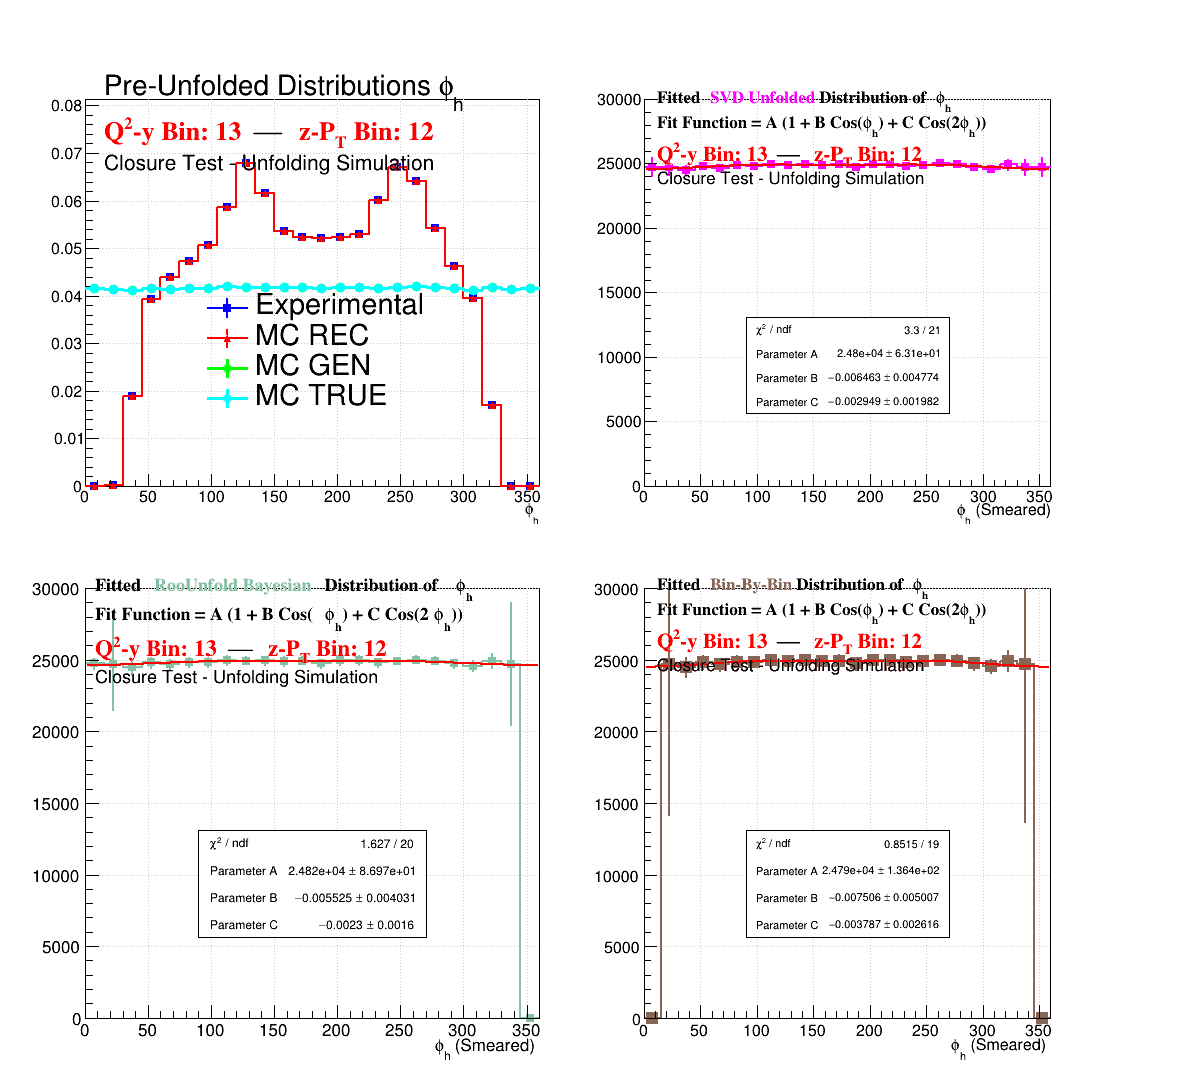 Pre-Unfolded Distributions ϕh
Q²-y Bin: 13 — z-PT Bin: 12
Closure Test - Unfolding Simulation
0.08
0.07
0.06
0.05
0.04
0.03
0.02
0.01
0
Experimental
MC REC
MC GEN
MC TRUE
0 50 100 150 200 250 300 350
ϕh
Fitted SVD Unfolded Distribution of ϕh
Fit Function = A (1 + B Cos(ϕh) + C Cos(2ϕh))
Q²-y Bin: 13 — z-PT Bin: 12
Closure Test - Unfolding Simulation
30000
25000
20000
15000
10000
5000
0
χ² / ndf 3.3 / 21
Parameter A 2.48e+04 ± 6.31e+01
Parameter B −0.006463 ± 0.004774
Parameter C −0.002949 ± 0.001982
0 50 100 150 200 250 300 350
ϕh (Smeared)
Fitted RooUnfold Bayesian Distribution of ϕh
Fit Function = A (1 + B Cos( ϕh) + C Cos(2 ϕh))
Q²-y Bin: 13 — z-PT Bin: 12
Closure Test - Unfolding Simulation
30000
25000
20000
15000
10000
5000
0
χ² / ndf 1.627 / 20
Parameter A 2.482e+04 ± 8.697e+01
Parameter B −0.005525 ± 0.004031
Parameter C −0.0023 ± 0.0016
0 50 100 150 200 250 300 350
ϕh (Smeared)
Fitted Bin-By-Bin Distribution of ϕh
Fit Function = A (1 + B Cos(ϕh) + C Cos(2ϕh))
Q²-y Bin: 13 — z-PT Bin: 12
Closure Test - Unfolding Simulation
30000
25000
20000
15000
10000
5000
0
χ² / ndf 0.8515 / 19
Parameter A 2.479e+04 ± 1.364e+02
Parameter B −0.007506 ± 0.005007
Parameter C −0.003787 ± 0.002616
0 50 100 150 200 250 300 350
ϕh (Smeared)